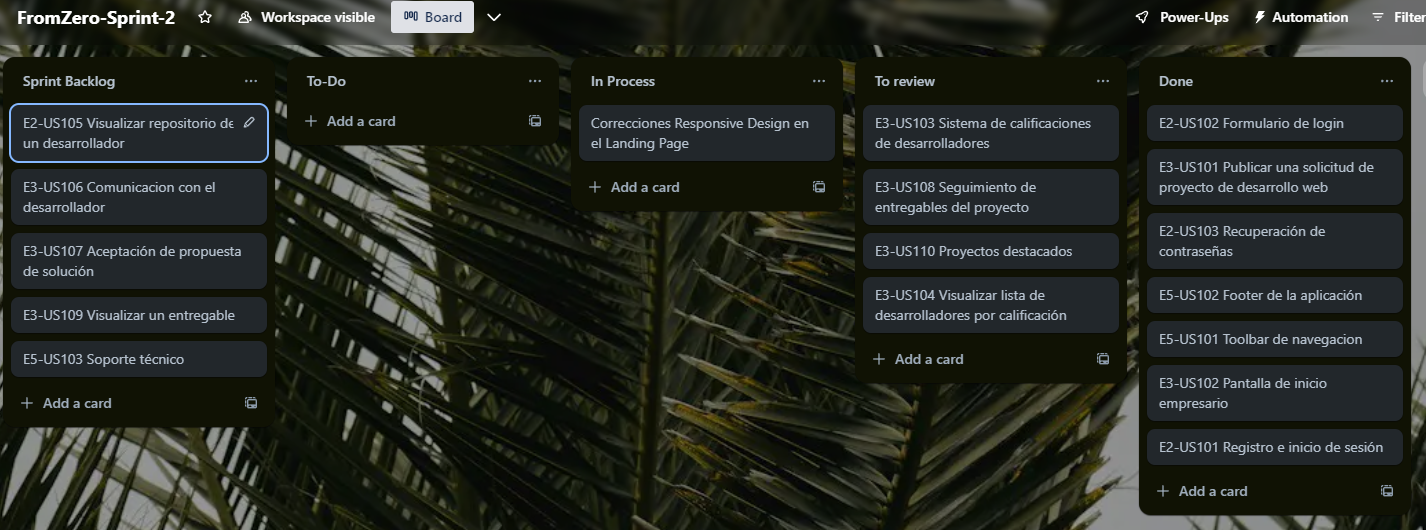 FromZero-Sprint-2 Workspace visible Board Power-Ups Automation Filter
Sprint Backlog
E2-US105 Visualizar repositorio de
un desarrollador
E3-US106 Comunicacion con el
desarrollador
E3-US107 Aceptación de propuesta
de solución
E3-US109 Visualizar un entregable
E5-US103 Soporte técnico
Add a card
To-Do
Add a card
In Process
Correcciones Responsive Design en
el Landing Page
Add a card
To review
E3-US103 Sistema de calificaciones
de desarrolladores
E3-US108 Seguimiento de
entregables del proyecto
E3-US110 Proyectos destacados
E3-US104 Visualizar lista de
desarrolladores por calificación
Add a card
Done
E2-US102 Formulario de login
E3-US101 Publicar una solicitud de
proyecto de desarrollo web
E2-US103 Recuperación de
contraseñas
E5-US102 Footer de la aplicación
E5-US101 Toolbar de navegacion
E3-US102 Pantalla de inicio
empresario
E2-US101 Registro e inicio de sesión
Add a card